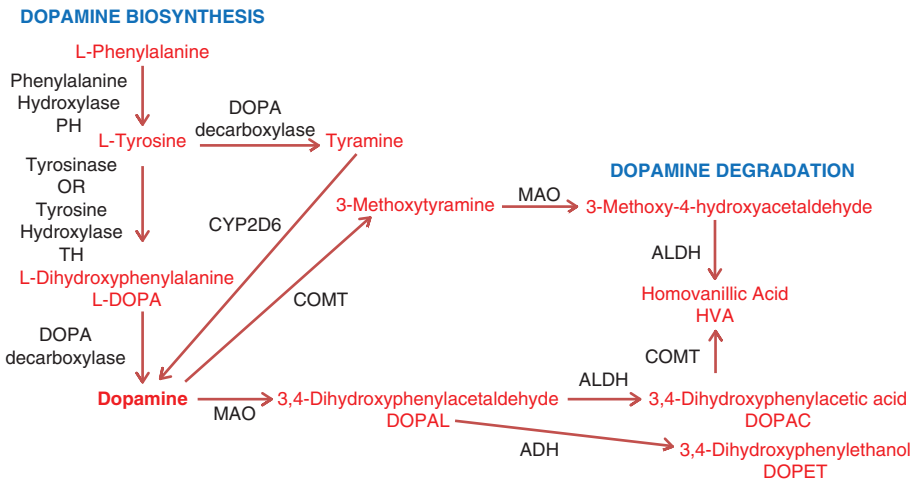 DOPAMINE BIOSYNTHESIS
L-Phenylalanine
Phenylalanine
Hydroxylase
PH
DOPA
decarboxylase
L-Tyrosine
Tyramine
Tyrosinase
OR
Tyrosine
Hydroxylase
TH
CYP2D6
DOPAMINE DEGRADATION
3-Methoxytyramine
MAO
3-Methoxy-4-hydroxyacetaldehyde
ALDH
L-Dihydroxyphenylalanine
L-DOPA
COMT
Homovanillic Acid
HVA
DOPA
decarboxylase
COMT
Dopamine
MAO
3,4-Dihydroxyphenylacetaldehyde
DOPAL
ALDH
3,4-Dihydroxyphenylacetic acid
DOPAC
ADH
3,4-Dihydroxyphenylethanol
DOPET